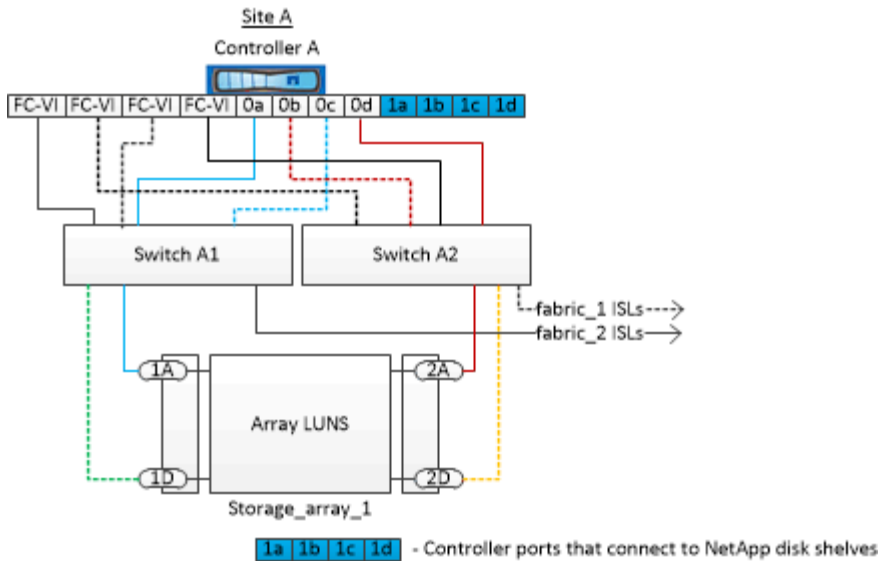 Site A
Controller A
FC-VI FC-VI FC-VI FC-VI 0a 0b 0c 0d 1a 1b 1c 1d
Switch A1
Switch A2
fabric_1 ISLs
fabric_2 ISLs
1A
2A
Array LUNS
1D
2D
Storage_array_1
1a 1b 1c 1d - Controller ports that connect to NetApp disk shelves